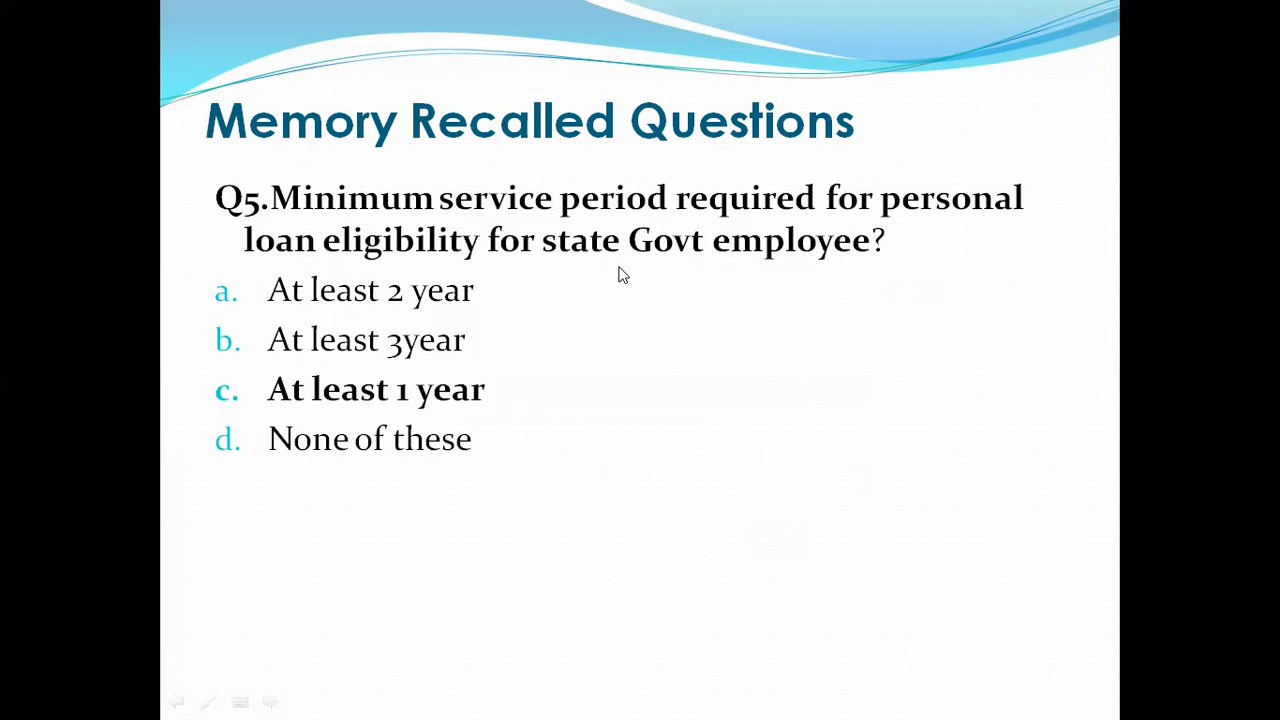 Memory Recalled Questions
Q5.Minimum service period required for personal
loan eligibility for state Govt employee?
a. At least 2 year
b. At least 3year
c. At least 1 year
d. None of these